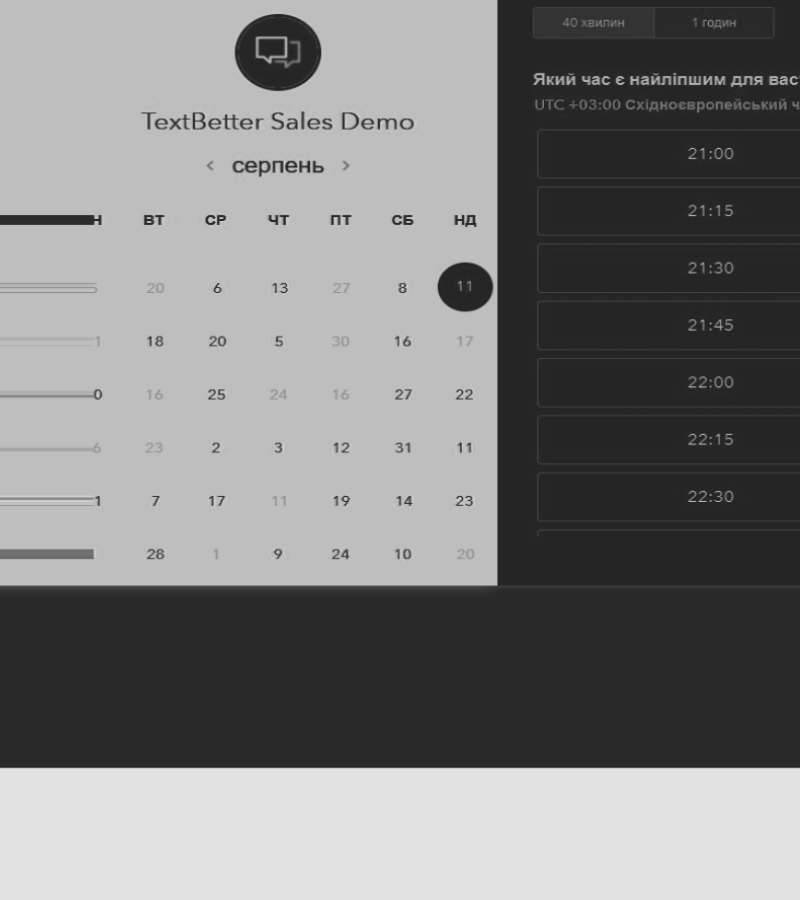 TextBetter Sales Demo
< серпень >
Н ВТ СР ЧТ ПТ СБ НД
20 6 13 27 8 11
1 18 20 5 30 16 17
0 16 25 24 16 27 22
6 23 2 3 12 31 11
1 7 17 11 19 14 23
28 1 9 24 10 20
40 хвилин 1 годин
Який час є найліпшим для вас
UTC +03:00 Східноєвропейський ч
21:00
21:15
21:30
21:45
22:00
22:15
22:30